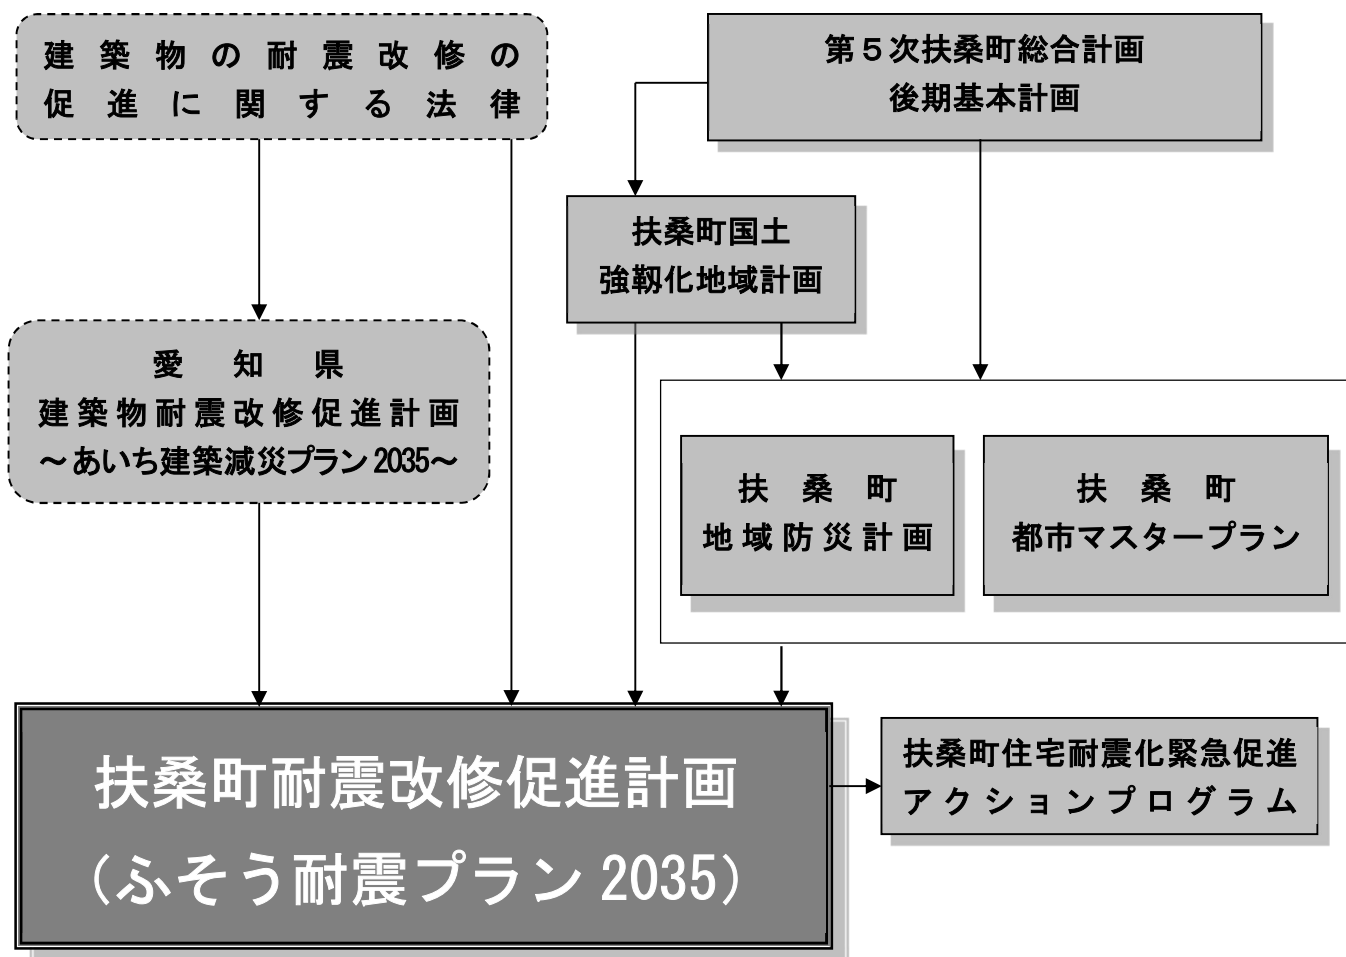 建築物の耐震改修の
促進に関する法律
第５次扶桑町総合計画
後期基本計画
扶桑町国土
強靱化地域計画
愛知県
建築物耐震改修促進計画
～あいち建築減災プラン2035～
扶桑町
地域防災計画
扶桑町
都市マスタープラン
扶桑町耐震改修促進計画
（ふそう耐震プラン2035）
扶桑町住宅耐震化緊急促進
アクションプログラム